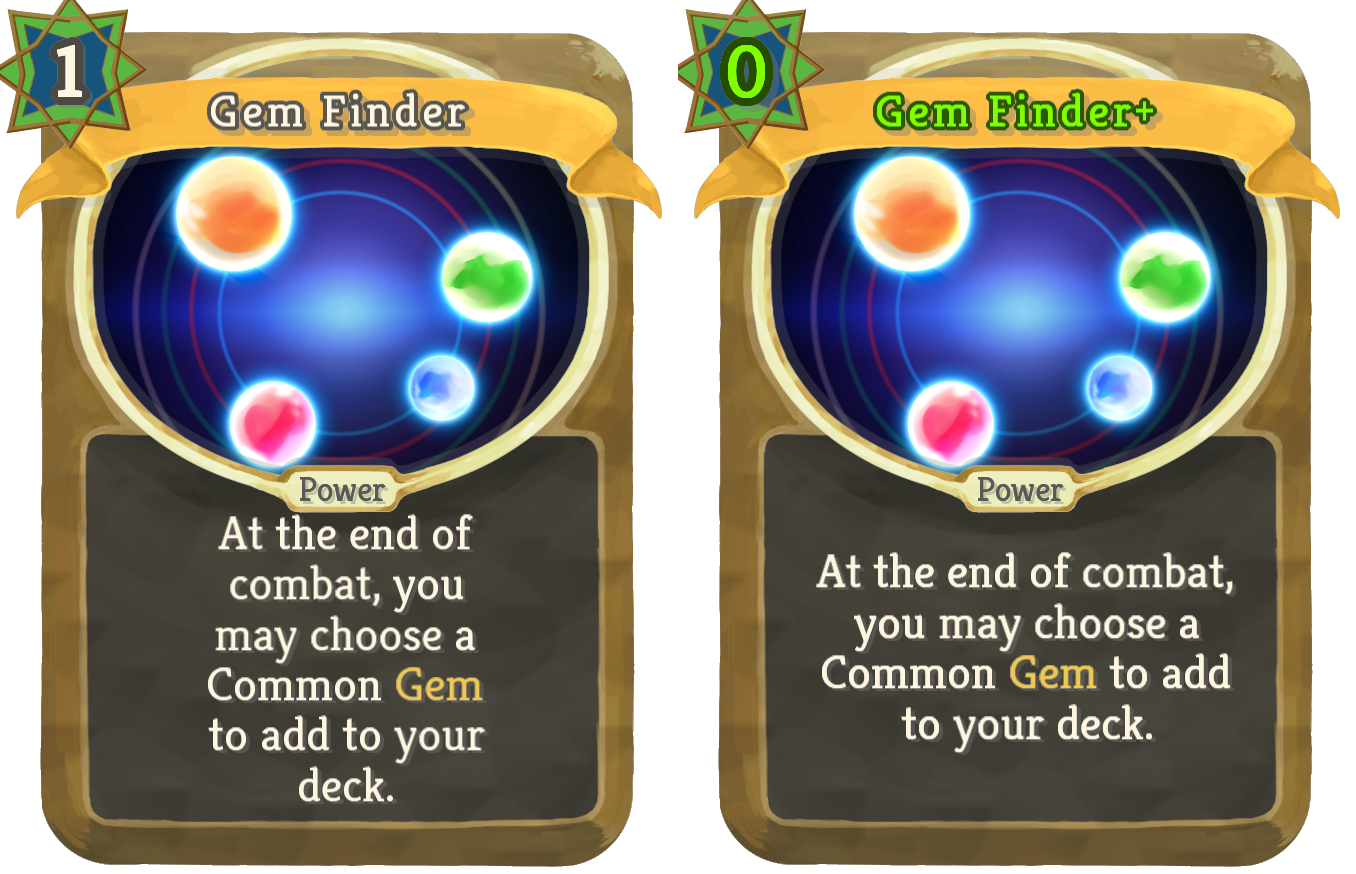 1
Gem Finder
Power
At the end of
combat, you
may choose a
Common Gem
to add to your
deck.
0
Gem Finder+
Power
At the end of combat,
you may choose a
Common Gem to add
to your deck.